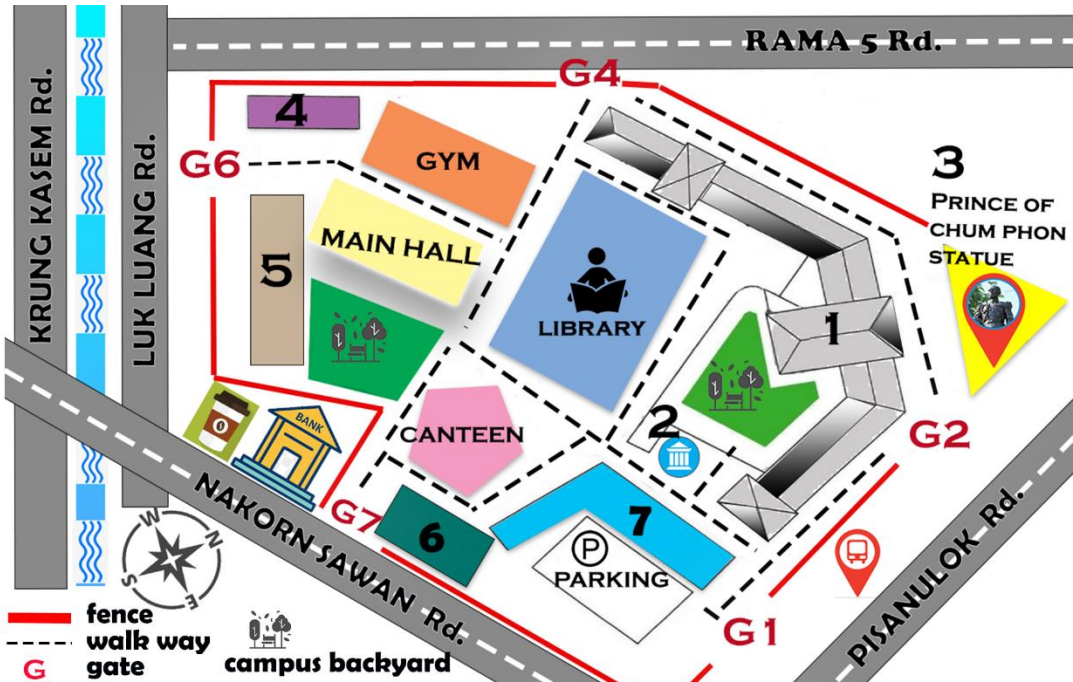 RAMA 5 Rd.
KRUNG KASEM Rd.
LUK LUANG Rd.
G4
4
GYM
G6
3
PRINCE OF
CHUM PHON
STATUE
MAIN HALL
5
LIBRARY
1
BANK
CANTEEN
2
G2
NAKORN SAWAN Rd.
G7
6
7
P
PARKING
G1
PISANULOK Rd.
W
N
S
E
fence
walk way
G
gate
campus backyard